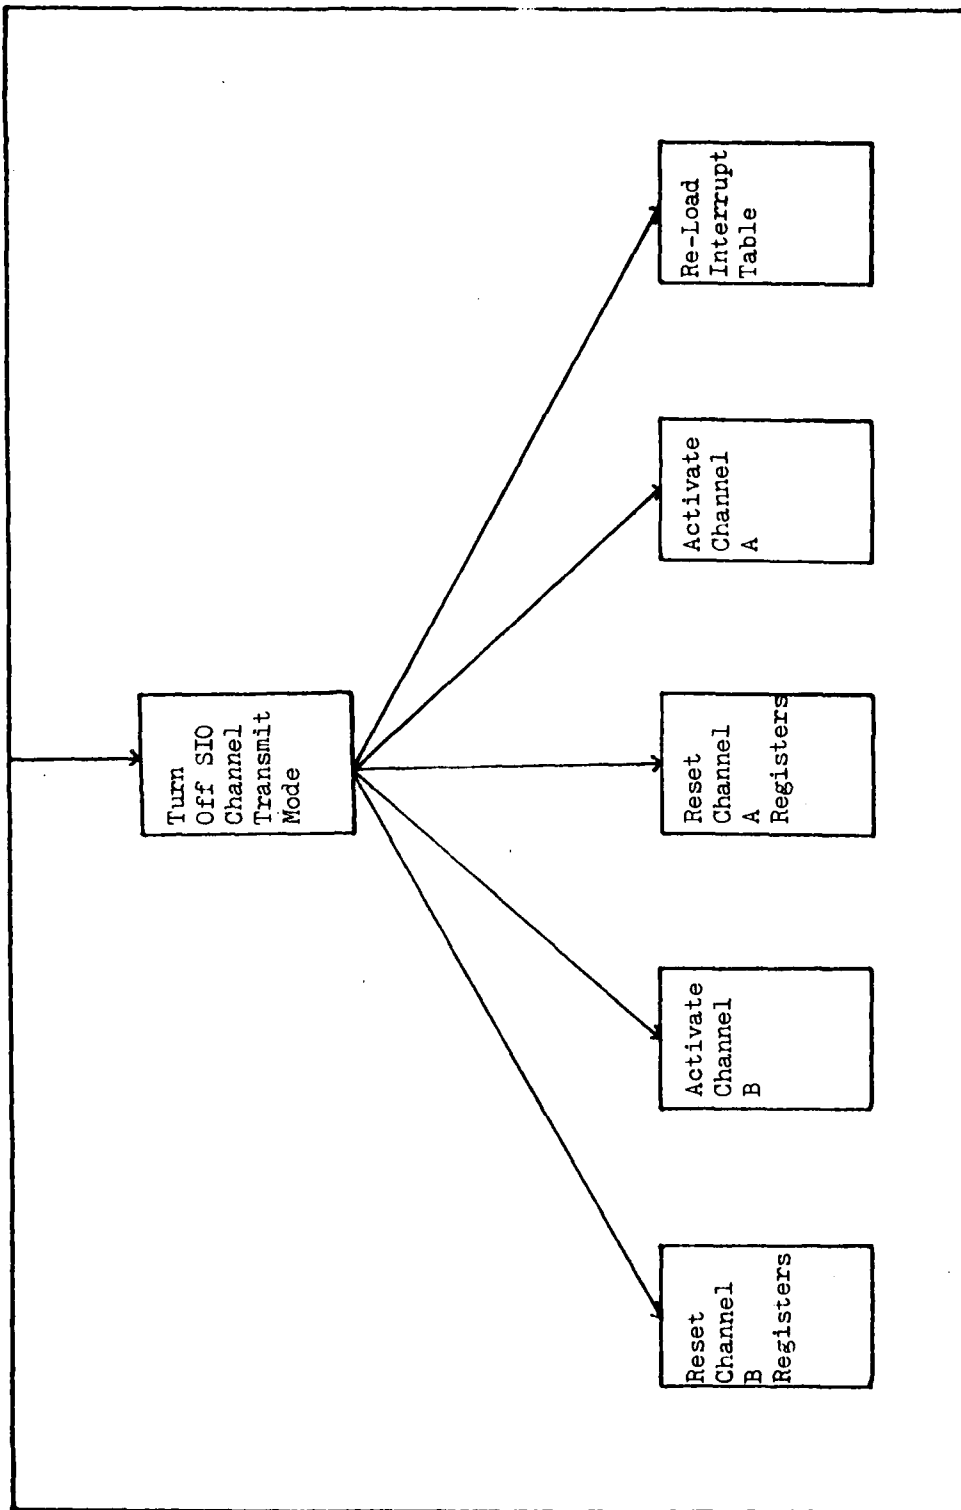 Turn
Off SIO
Channel
Transmit
Mode
Reset
Channel
B
Registers
Activate
Channel
B
Reset
Channel
A
Registers
Activate
Channel
A
Re-Load
Interrupt
Table